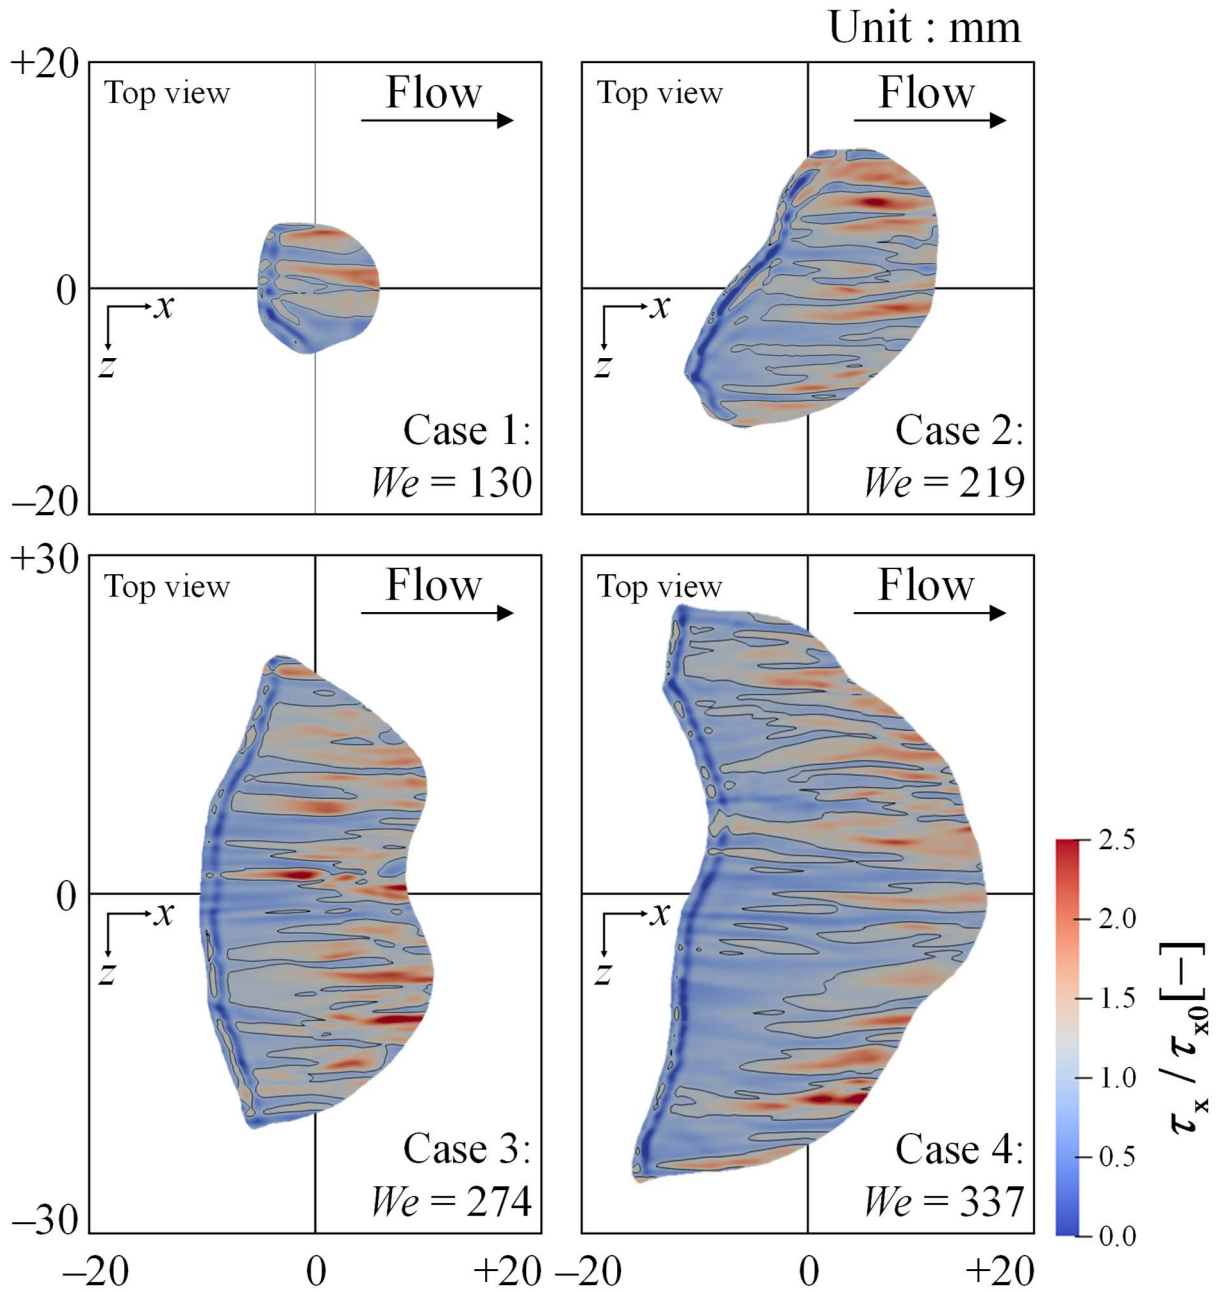 Unit : mm
+20
0
–20
Top view
Flow
x
z
Case 1:
We = 130
Top view
Flow
x
z
Case 2:
We = 219
+30
0
–30
Top view
Flow
x
z
Case 3:
We = 274
Top view
Flow
x
z
Case 4:
We = 337
–20
0
+20
–20
0
+20
2.5
2.0
1.5
1.0
0.5
0.0
τx / τx0 [–]